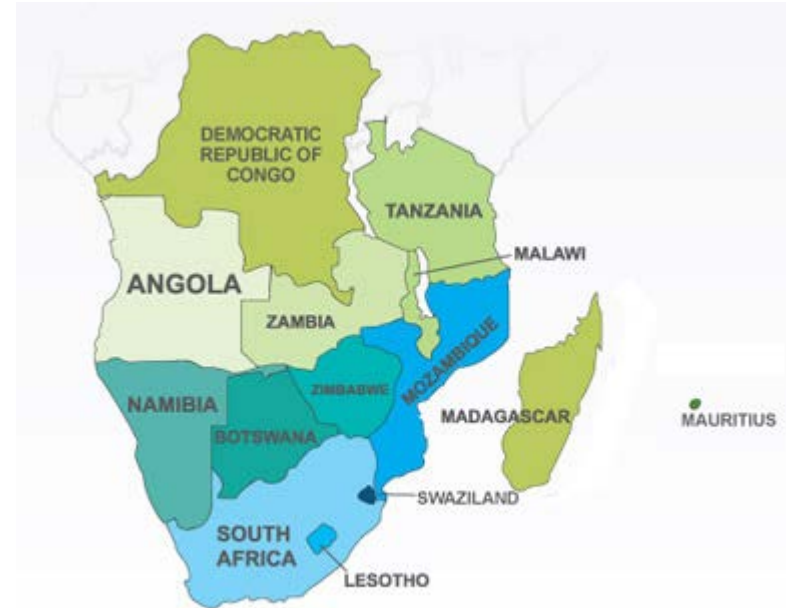 DEMOCRATIC
REPUBLIC OF
CONGO
TANZANIA
MALAWI
ANGOLA
ZAMBIA
MOZAMBIQUE
ZIMBABWE
NAMIBIA
MADAGASCAR
MAURITIUS
BOTSWANA
SWAZILAND
SOUTH
AFRICA
LESOTHO